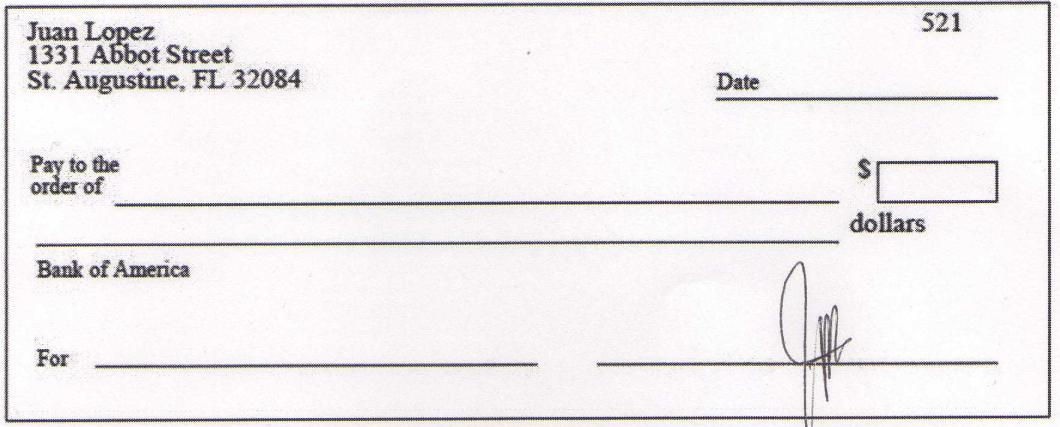 Juan Lopez
521
1331 Abbot Street
St. Augustine, FL 32084
Date
Pay to the
order of
$
dollars
Bank of America
For